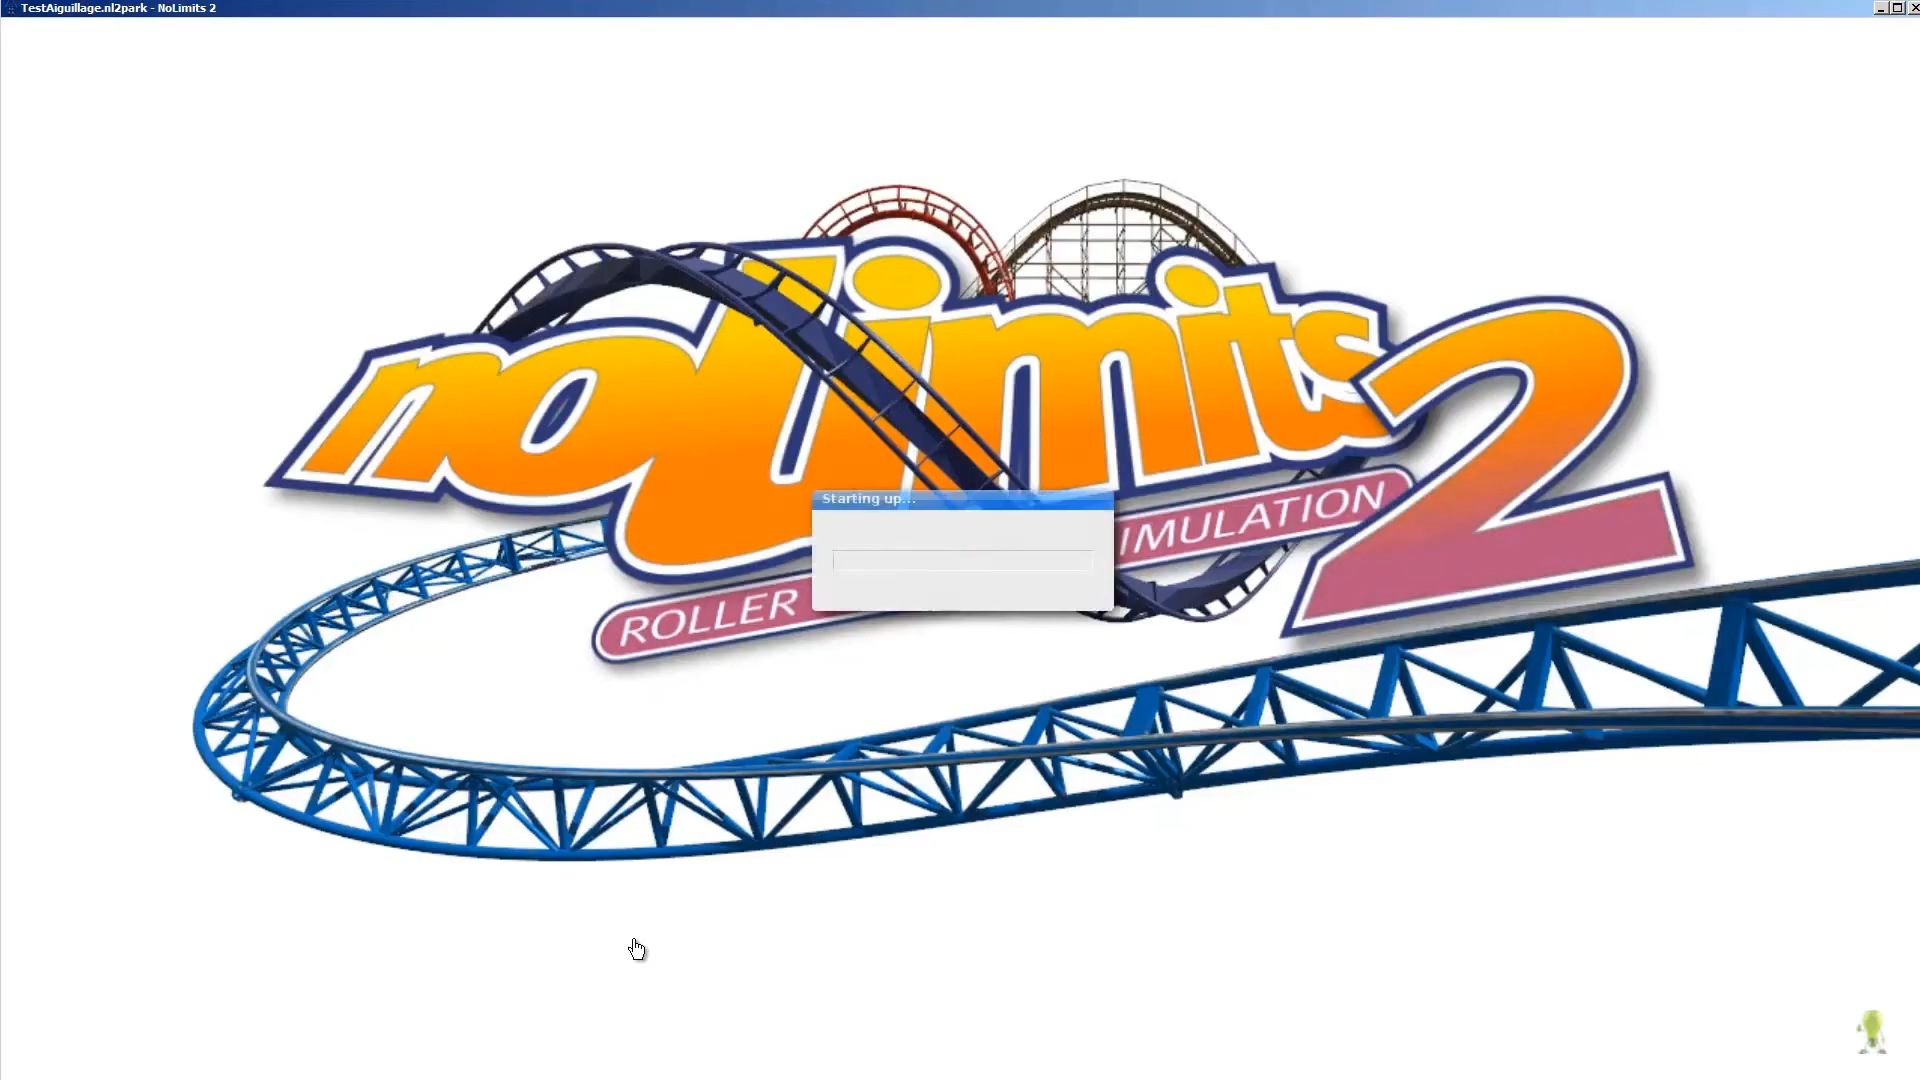 TestAiguillage.nl2park - NoLimits 2
noLimits 2
Starting up...
ROLLER IMULATION